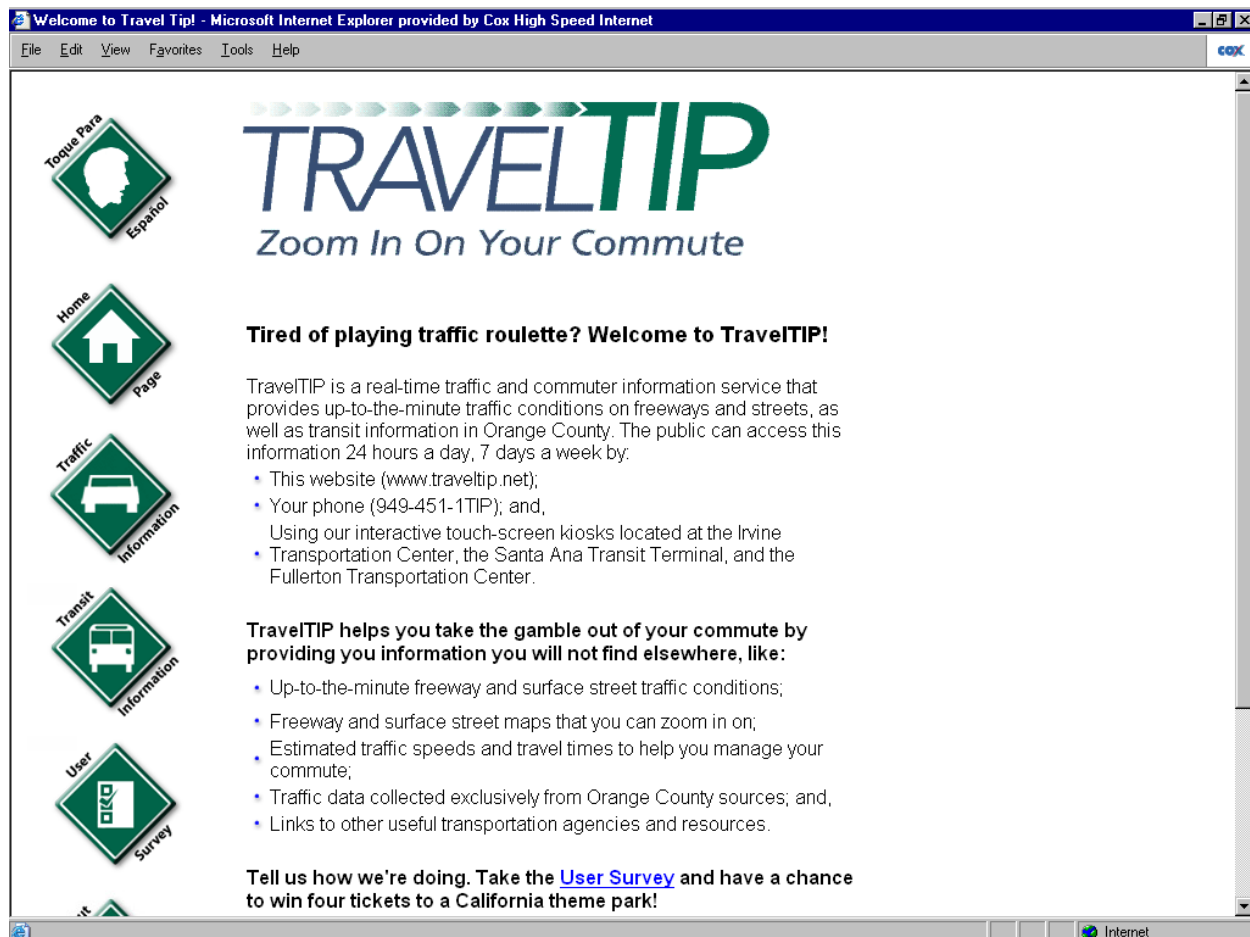 Welcome to Travel Tip! - Microsoft Internet Explorer provided by Cox High Speed Internet
File Edit View Favorites Tools Help
COX
Toque Para
Español
Home
Page
Traffic
Information
Transit
Information
User
Survey
TRAVELTIP
Zoom In On Your Commute
Tired of playing traffic roulette? Welcome to TravelTIP!
TravelTIP is a real-time traffic and commuter information service that
provides up-to-the-minute traffic conditions on freeways and streets, as
well as transit information in Orange County. The public can access this
information 24 hours a day, 7 days a week by:
• This website (www.traveltip.net);
• Your phone (949-451-1TIP); and,
Using our interactive touch-screen kiosks located at the Irvine
• Transportation Center, the Santa Ana Transit Terminal, and the
Fullerton Transportation Center.
TravelTIP helps you take the gamble out of your commute by
providing you information you will not find elsewhere, like:
• Up-to-the-minute freeway and surface street traffic conditions;
• Freeway and surface street maps that you can zoom in on;
Estimated traffic speeds and travel times to help you manage your
• commute;
• Traffic data collected exclusively from Orange County sources; and,
• Links to other useful transportation agencies and resources.
Tell us how we're doing. Take the User Survey and have a chance
to win four tickets to a California theme park!
Internet